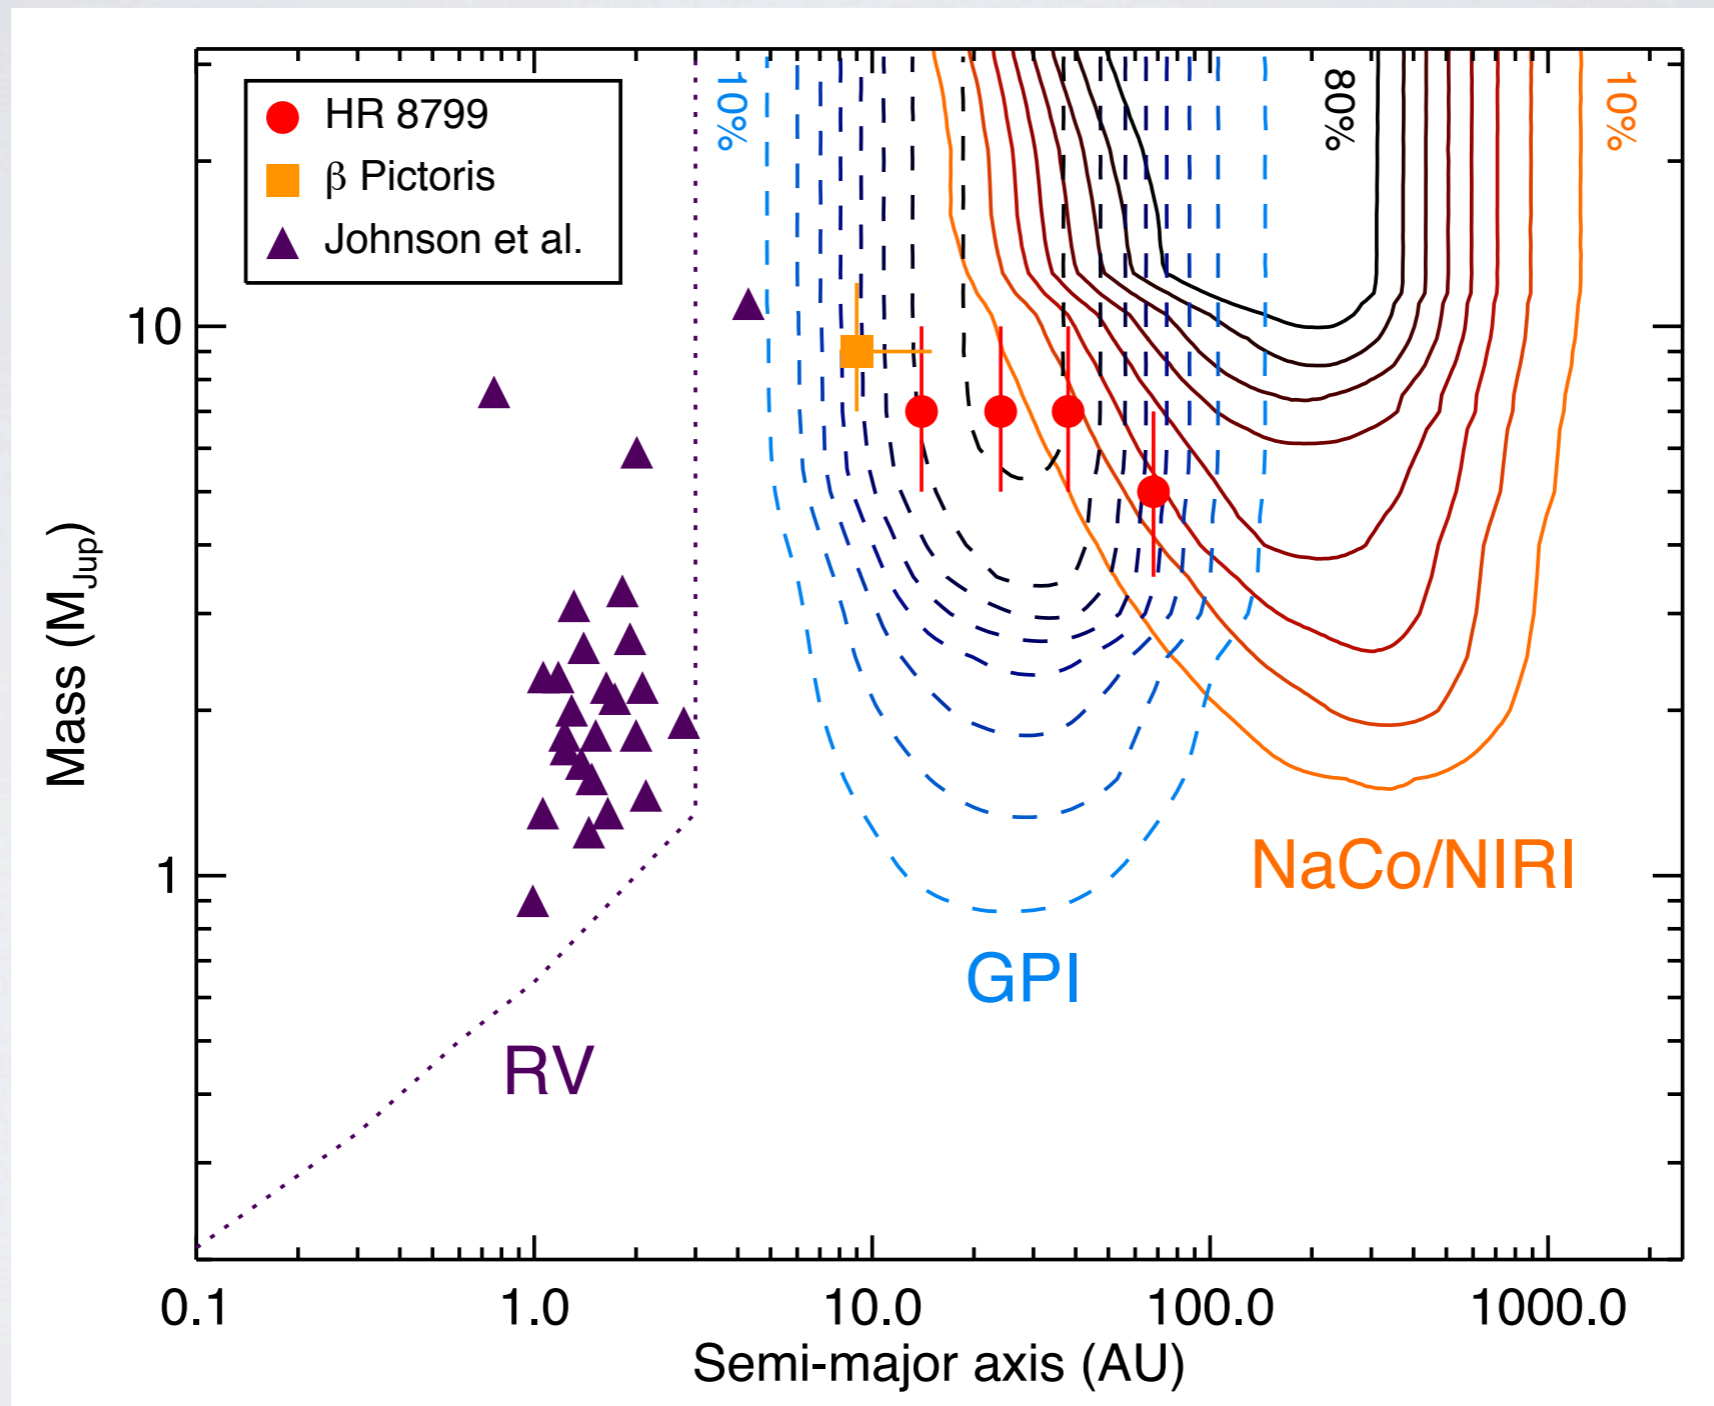 HR 8799
β Pictoris
Johnson et al.
10%
80%
10%
10
1
Mass (M_Jup)
NaCo/NIRI
GPI
RV
0.1 1.0 10.0 100.0 1000.0
Semi-major axis (AU)